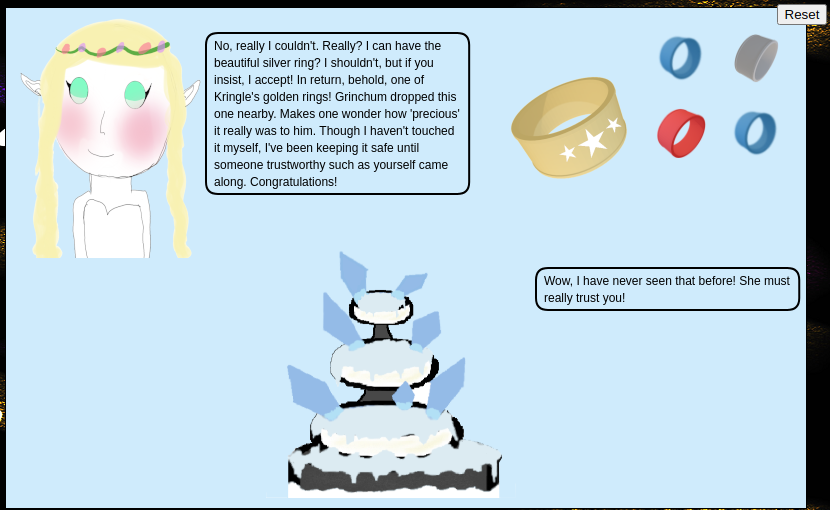 Reset
No, really I couldn't. Really? I can have the
beautiful silver ring? I shouldn't, but if you
insist, I accept! In return, behold, one of
Kringle's golden rings! Grinchum dropped this
one nearby. Makes one wonder how 'precious'
it really was to him. Though I haven't touched
it myself, I've been keeping it safe until
someone trustworthy such as yourself came
along. Congratulations!
Wow, I have never seen that before! She must
really trust you!